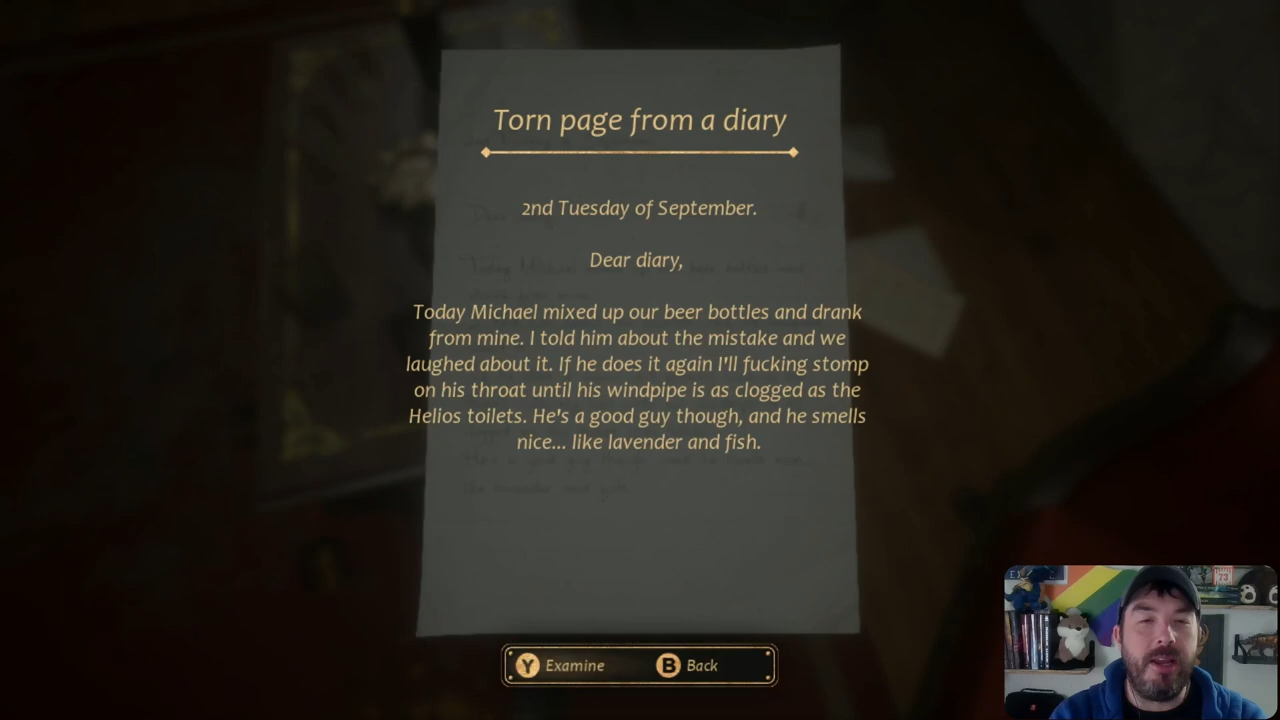 Torn page from a diary
2nd Tuesday of September.
Dear diary,
Today Michael mixed up our beer bottles and drank
from mine. I told him about the mistake and we
laughed about it. If he does it again I'll fucking stomp
on his throat until his windpipe is as clogged as the
Helios toilets. He's a good guy though, and he smells
nice... like lavender and fish.
Y Examine B Back
73